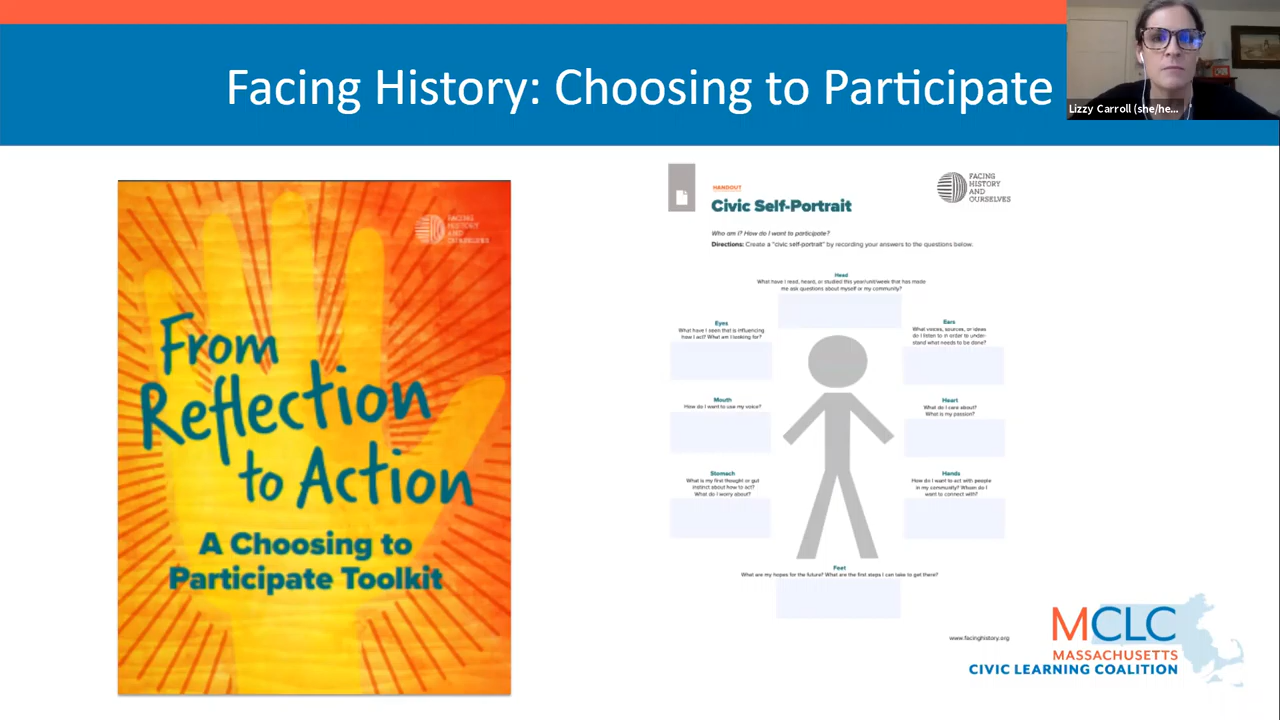 Facing History: Choosing to Participate
Lizzy Carroll (she/he...
FACING
HISTORY
AND
OURSELVES
From
Reflection
to Action
A Choosing to
Participate Toolkit
HANDOUT
Civic Self-Portrait
FACING
HISTORY
AND
OURSELVES
Who am I? How do I want to participate?
Directions: Create a "civic self-portrait" by recording your answers to the questions below.
Head
What have I read, heard, or studied this year/unit/week that has made
me ask questions about myself or my community?
Eyes
What have I seen that is influencing
how I act? What am I looking for?
Ears
What voices, sources, or ideas
do I listen to in order to under-
stand what needs to be done?
Mouth
How do I want to use my voice?
Heart
What do I care about?
What is my passion?
Stomach
What is my first thought or gut
instinct about how to act?
What do I worry about?
Hands
How do I want to act with people
in my community? Whom do I
want to connect with?
Feet
What are my hopes for the future? What are the first steps I can take to get there?
www.facinghistory.org
MCLC
MASSACHUSETTS
CIVIC LEARNING COALITION